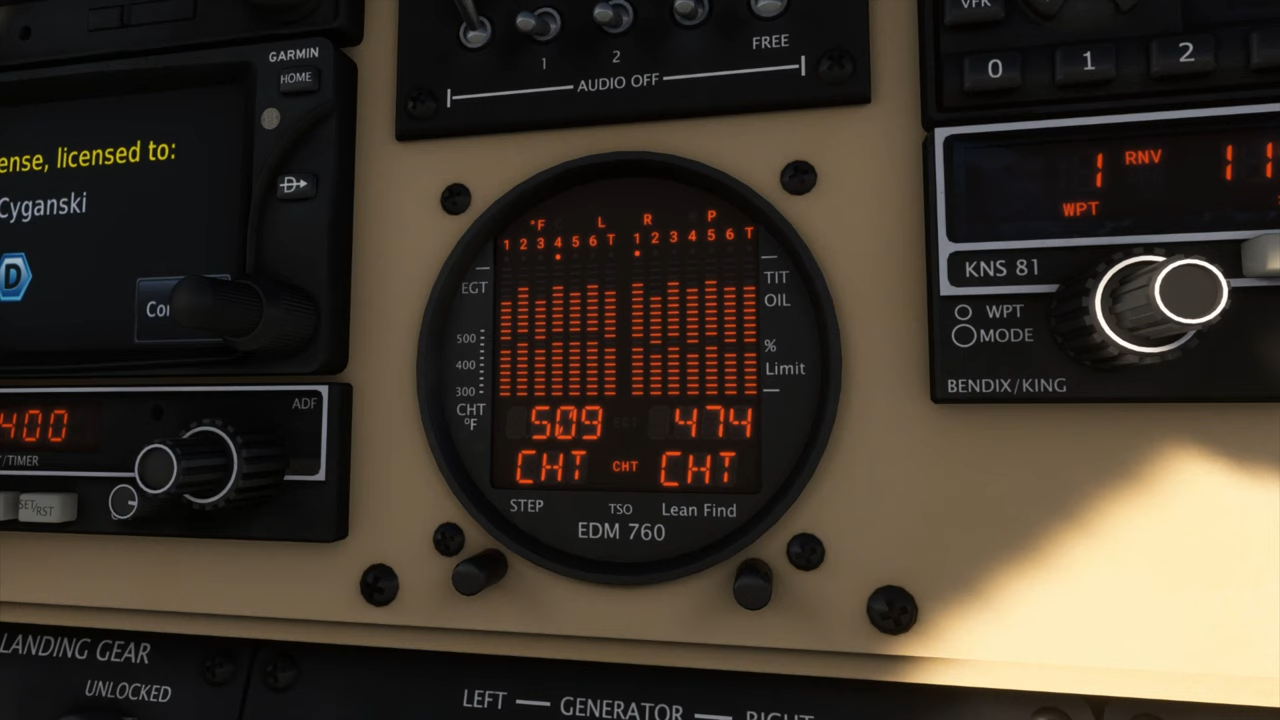 VFR
FREE
1 2
AUDIO OFF
0 1 2
GARMIN
HOME
ense, licensed to:
Cyganski
D
D
1 RNV 11
WPT
KNS 81
WPT
MODE
BENDIX/KING
°F L R P
1 2 3 4 5 6 T 1 2 3 4 5 6 T
EGT
TIT
OIL
500
400
300
%
Limit
CHT
°F
509 474
CHT CHT CHT
STEP TSO Lean Find
EDM 760
ADF
400
/TIMER
SET/RST
LANDING GEAR
UNLOCKED
LEFT GENERATOR RIGHT